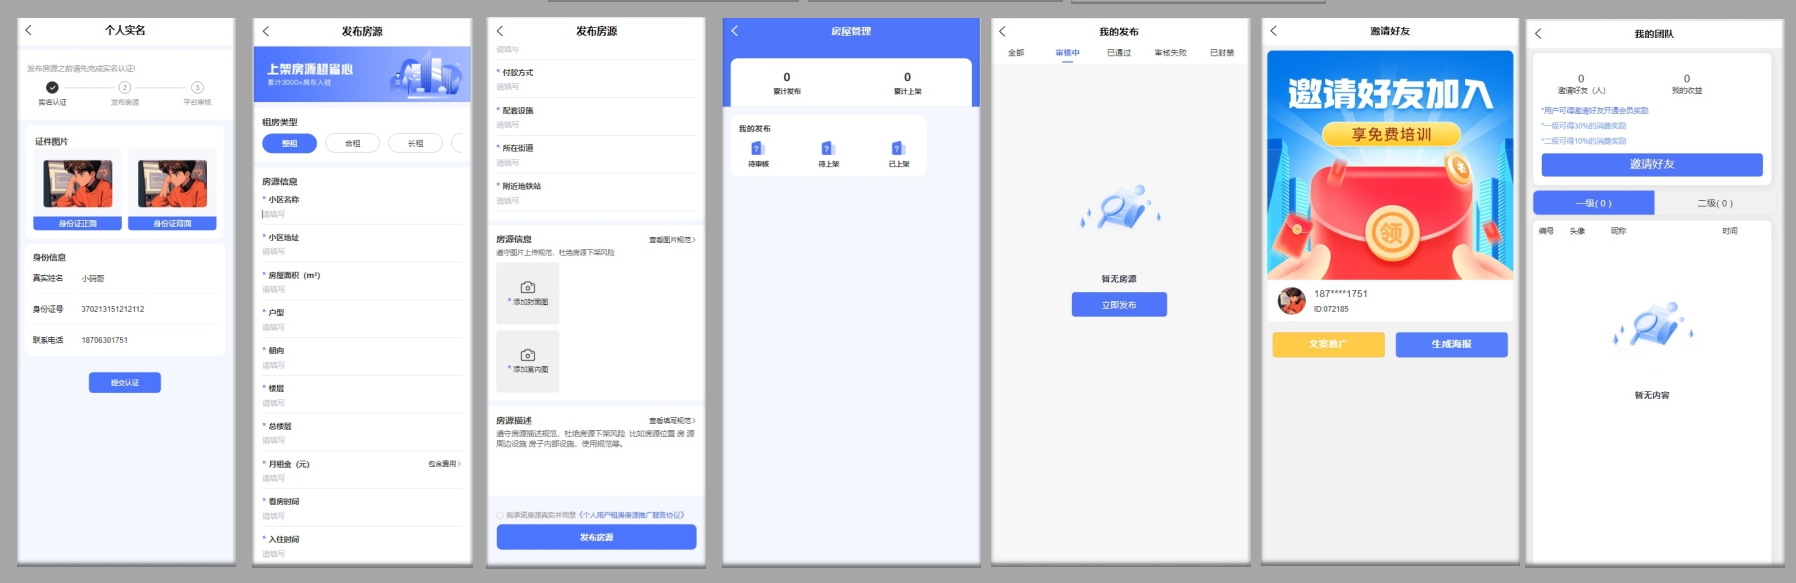 个人实名
发布房源之前请先完成实名认证!
2
3
实名认证
发布房源
平台审核
证件图片
身份证正面
身份证背面
身份信息
真实姓名
小码哥
身份证号
370213151212112
联系电话
18706301751
提交认证
发布房源
上架房源超省心
累计3000+房东入驻
租房类型
整租
合租
长租
房源信息
* 小区名称
请填写
* 小区地址
请填写
* 房屋面积 (m²)
请填写
* 户型
请填写
* 朝向
请填写
* 楼层
请填写
* 总楼层
请填写
* 月租金 (元)
包含费用 >
请填写
* 看房时间
请填写
* 入住时间
请填写
发布房源
请填写
* 付款方式
请填写
* 配套设施
请填写
* 所在街道
请填写
* 附近地铁站
请填写
房源信息
查看图片规范 >
遵守图片上传规范，杜绝房源下架风险
* 添加封面图
* 添加室内图
房源描述
查看填写规范 >
遵守房源描述规范，杜绝房源下架风险 比如房源位置 房 源
周边设施 房子内部设施，使用规范等。
我承诺房源真实并同意《个人用户租房房源推广服务协议》
发布房源
房屋管理
0
0
累计发布
累计上架
我的发布
待审核
待上架
已上架
我的发布
全部
审核中
已通过
审核失败
已封禁
暂无房源
立即发布
邀请好友
邀请好友加入
享免费培训
领
187****1751
ID:072185
文案推广
生成海报
我的团队
0
0
邀请好友（人）
我的收益
*用户可得邀请好友开通会员奖励
*一级可得30%的消费奖励
*二级可得10%的消费奖励
邀请好友
一级( 0 )
二级( 0 )
编号
头像
昵称
时间
暂无内容